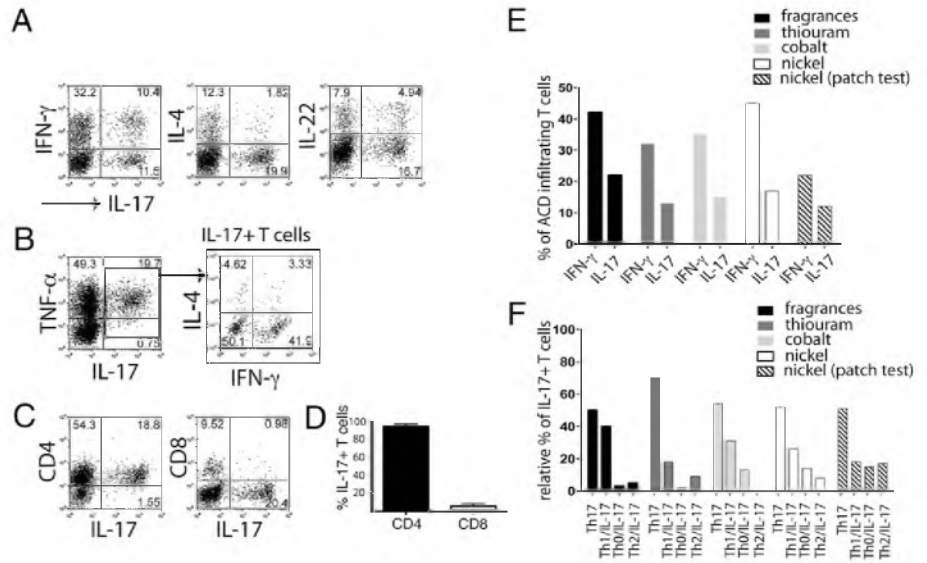 A
32.2 10.4
11.5
IFN-γ
12.3 1.82
19.9
IL-4
7.9 4.94
16.7
IL-22
IL-17
B
49.3 19.7
0.75
TNF-α
IL-17
IL-17+ T cells
4.62 3.33
50.1 41.9
IL-4
IFN-γ
C
54.3 18.8
1.55
CD4
IL-17
9.52 0.98
20.4
CD8
IL-17
D
% IL-17+ T cells
100
80
60
40
20
CD4 CD8
E
fragrances
thiouram
cobalt
nickel
nickel (patch test)
% of ACD infiltrating T cells
50
40
30
20
10
0
IFN-γ IL-17 IFN-γ IL-17 IFN-γ IL-17 IFN-γ IL-17 IFN-γ IL-17
F
fragrances
thiouram
cobalt
nickel
nickel (patch test)
relative % of IL-17+ T cells
100
80
60
40
20
0
Th17 Th1/IL-17 Th0/IL-17 Th2/IL-17 Th17 Th1/IL-17 Th0/IL-17 Th2/IL-17 Th17 Th1/IL-17 Th0/IL-17 Th2/IL-17 Th17 Th1/IL-17 Th0/IL-17 Th2/IL-17 Th17 Th1/IL-17 Th0/IL-17 Th2/IL-17